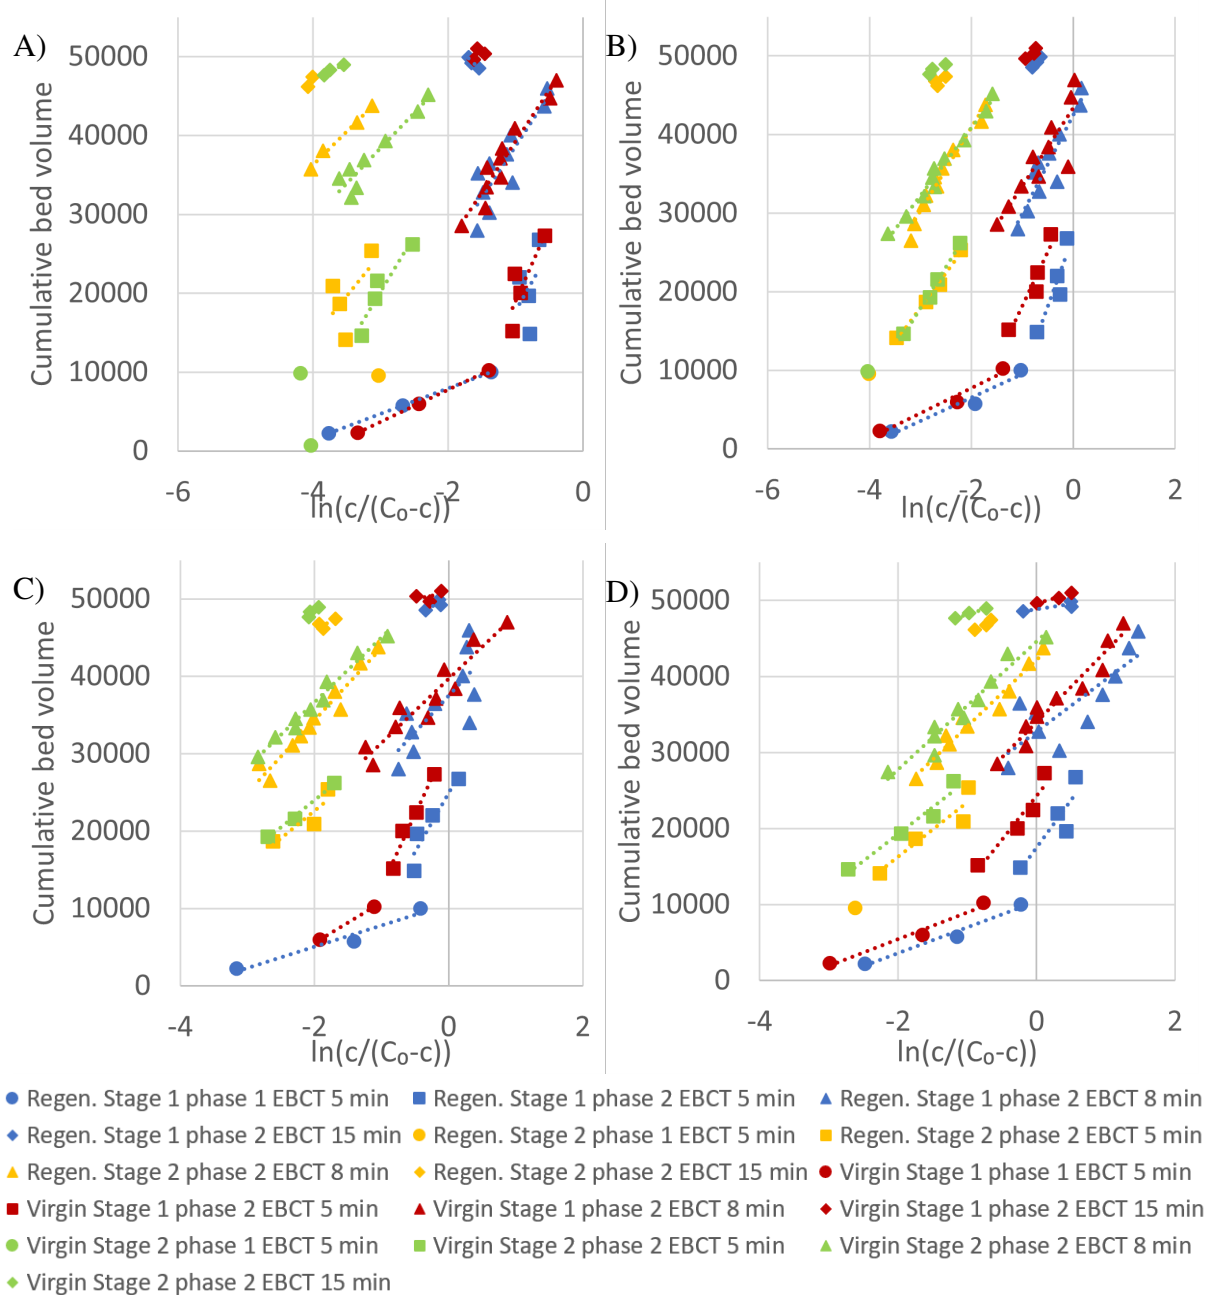 A)
Cumulative bed volume
50000
40000
30000
20000
10000
0
-6
-4
-2
0
ln(c/(C₀-c))
B)
Cumulative bed volume
50000
40000
30000
20000
10000
0
-6
-4
-2
0
2
ln(c/(C₀-c))
C)
Cumulative bed volume
50000
40000
30000
20000
10000
0
-4
-2
0
2
ln(c/(C₀-c))
D)
Cumulative bed volume
50000
40000
30000
20000
10000
0
-4
-2
0
2
ln(c/(C₀-c))
Regen. Stage 1 phase 1 EBCT 5 min
Regen. Stage 1 phase 2 EBCT 5 min
Regen. Stage 1 phase 2 EBCT 8 min
Regen. Stage 1 phase 2 EBCT 15 min
Regen. Stage 2 phase 1 EBCT 5 min
Regen. Stage 2 phase 2 EBCT 5 min
Regen. Stage 2 phase 2 EBCT 8 min
Regen. Stage 2 phase 2 EBCT 15 min
Virgin Stage 1 phase 1 EBCT 5 min
Virgin Stage 1 phase 2 EBCT 5 min
Virgin Stage 1 phase 2 EBCT 8 min
Virgin Stage 1 phase 2 EBCT 15 min
Virgin Stage 2 phase 1 EBCT 5 min
Virgin Stage 2 phase 2 EBCT 5 min
Virgin Stage 2 phase 2 EBCT 8 min
Virgin Stage 2 phase 2 EBCT 15 min